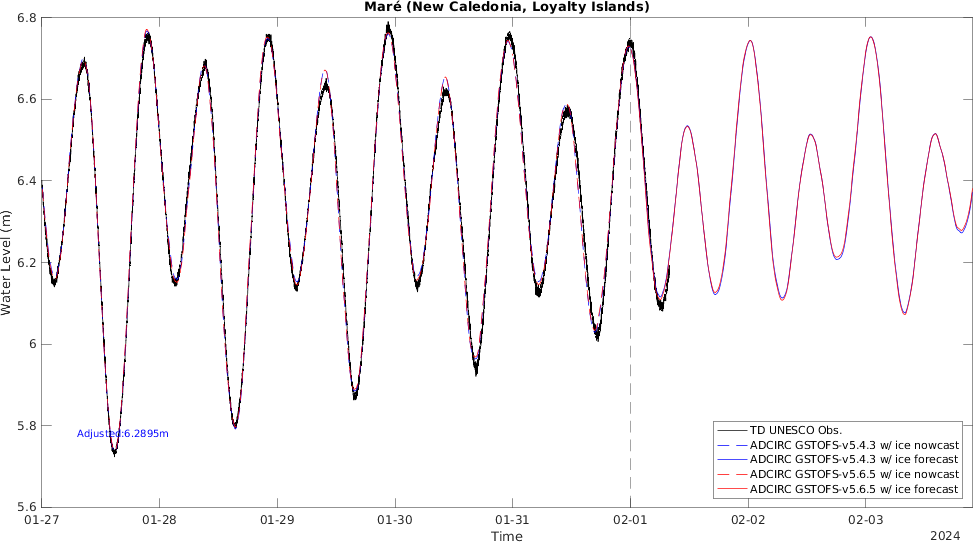 Maré (New Caledonia, Loyalty Islands)
6.8
6.6
6.4
6.2
6
5.8
5.6
Water Level (m)
Adjusted:6.2895m
TD UNESCO Obs.
ADCIRC GSTOFS-v5.4.3 w/ ice nowcast
ADCIRC GSTOFS-v5.4.3 w/ ice forecast
ADCIRC GSTOFS-v5.6.5 w/ ice nowcast
ADCIRC GSTOFS-v5.6.5 w/ ice forecast
01-27 01-28 01-29 01-30 01-31 02-01 02-02 02-03
Time
2024